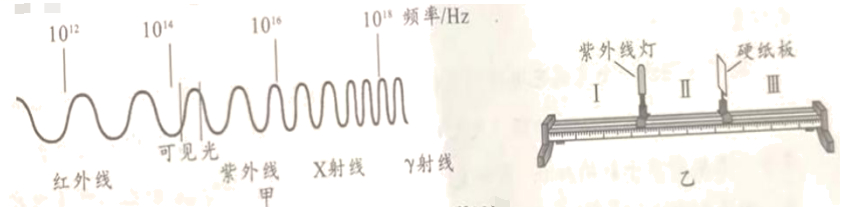 10¹² 10¹⁴ 10¹⁶ 10¹⁸ 频率/Hz
可见光
红外线 紫外线 X射线 γ射线
甲
紫外线灯 硬纸板
Ⅰ Ⅱ Ⅲ
乙